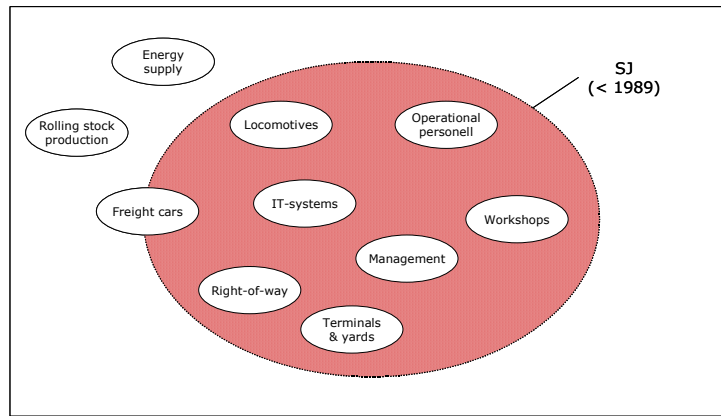 Energy
supply
SJ
(< 1989)
Rolling stock
production
Locomotives
Operational
personell
Freight cars
IT-systems
Workshops
Management
Right-of-way
Terminals
& yards